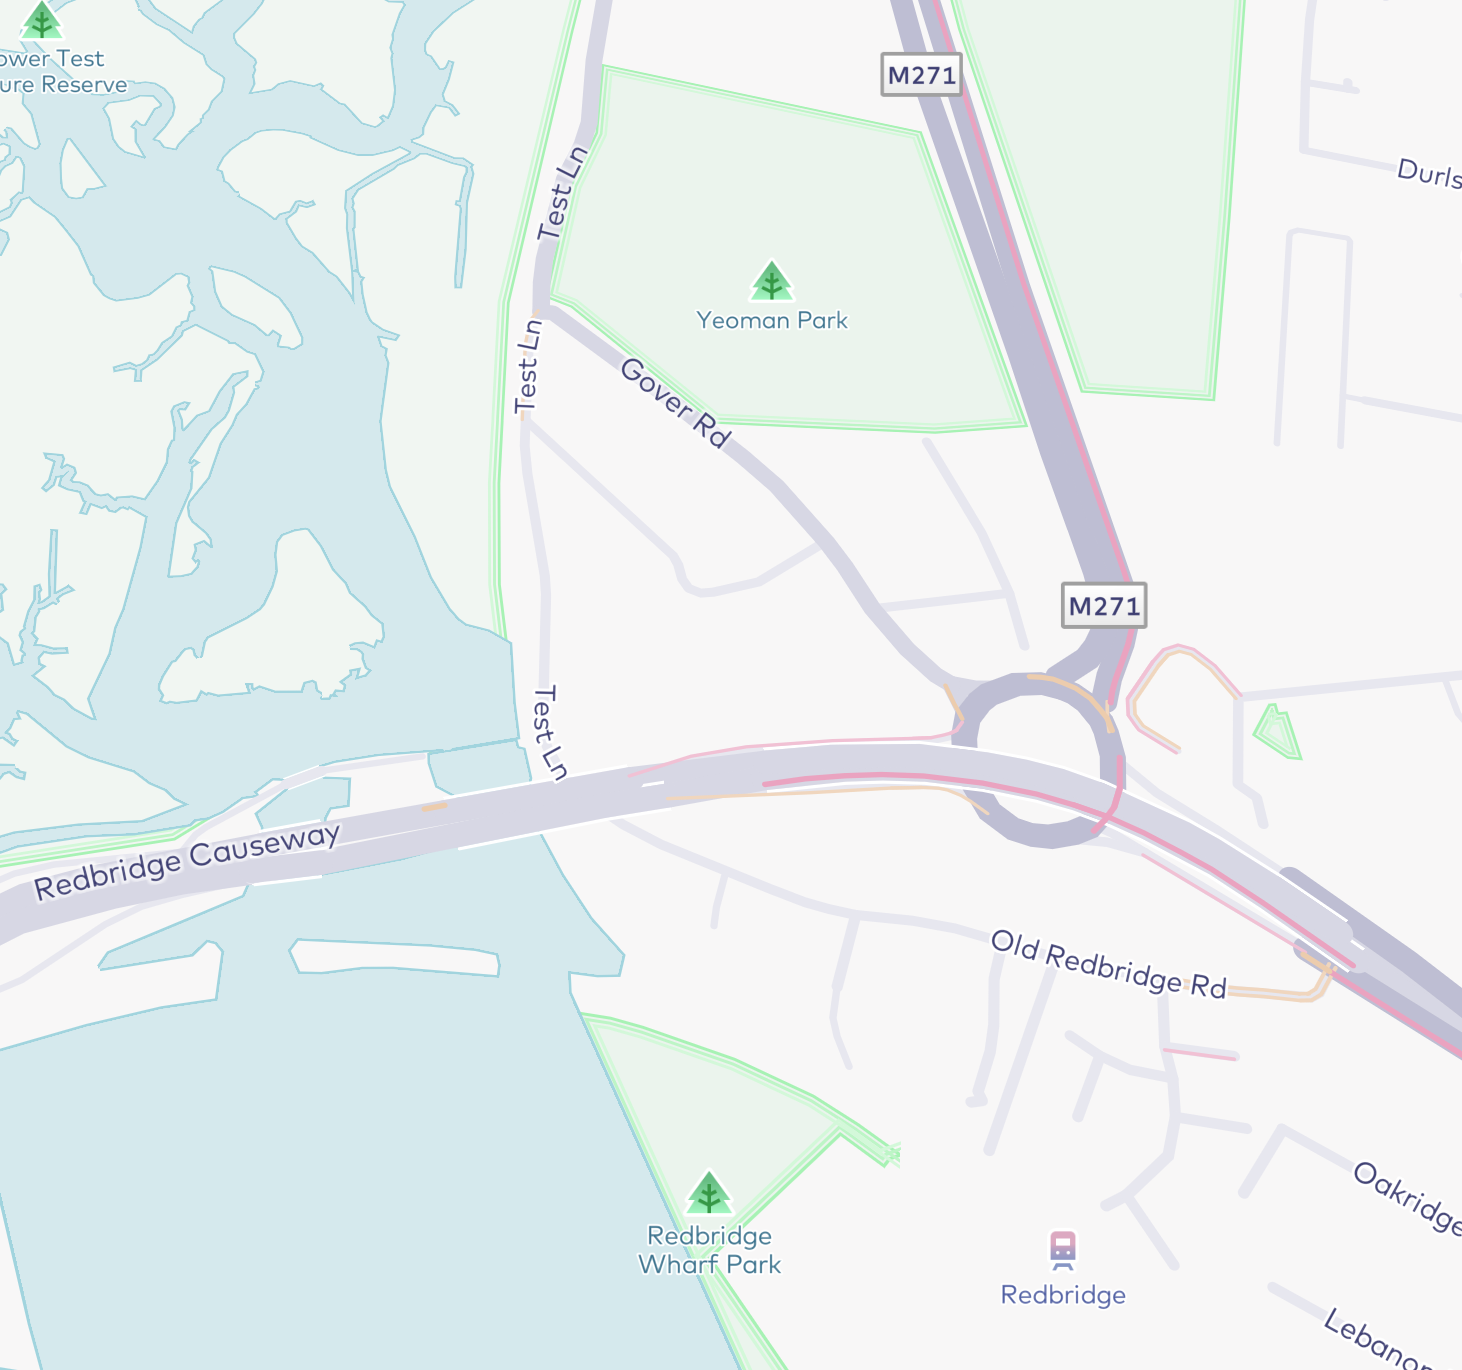 ower Test
ure Reserve
M271
Test Ln
Durls
Yeoman Park
Test Ln
Gover Rd
M271
Test Ln
Redbridge Causeway
Old Redbridge Rd
Oakridge
Redbridge
Wharf Park
Redbridge
Lebanon